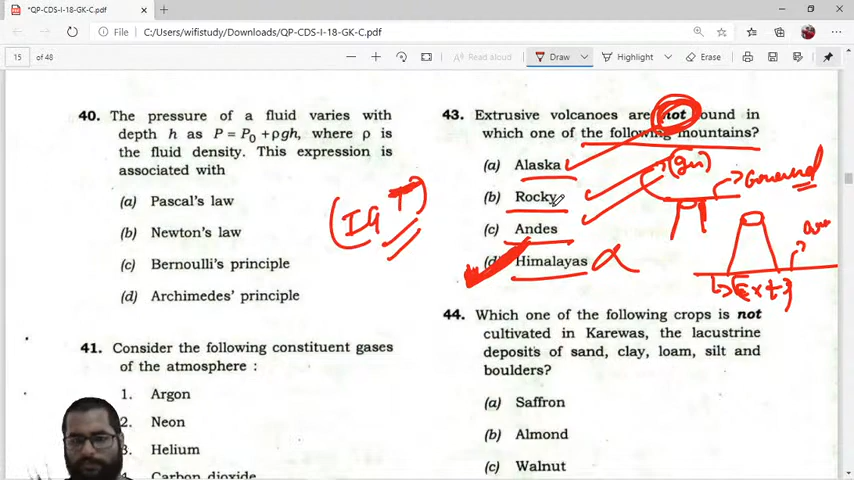 *QP-CDS-I-18-GK-C.pdf
File
C:/Users/wifistudy/Downloads/QP-CDS-I-18-GK-C.pdf
15 of 48
Read aloud
Draw
Highlight
Erase
40. The pressure of a fluid varies with
depth h as P = P₀ + ρgh, where ρ is
the fluid density. This expression is
associated with
(a) Pascal's law
(b) Newton's law
(c) Bernoulli's principle
(d) Archimedes' principle
41. Consider the following constituent gases
of the atmosphere :
1. Argon
2. Neon
3. Helium
Carbon dioxide
43. Extrusive volcanoes are not found in
which one of the following mountains?
(a) Alaska
(b) Rocky
(c) Andes
(d) Himalayas
44. Which one of the following crops is not
cultivated in Karewas, the lacustrine
deposits of sand, clay, loam, silt and
boulders?
(a) Saffron
(b) Almond
(c) Walnut